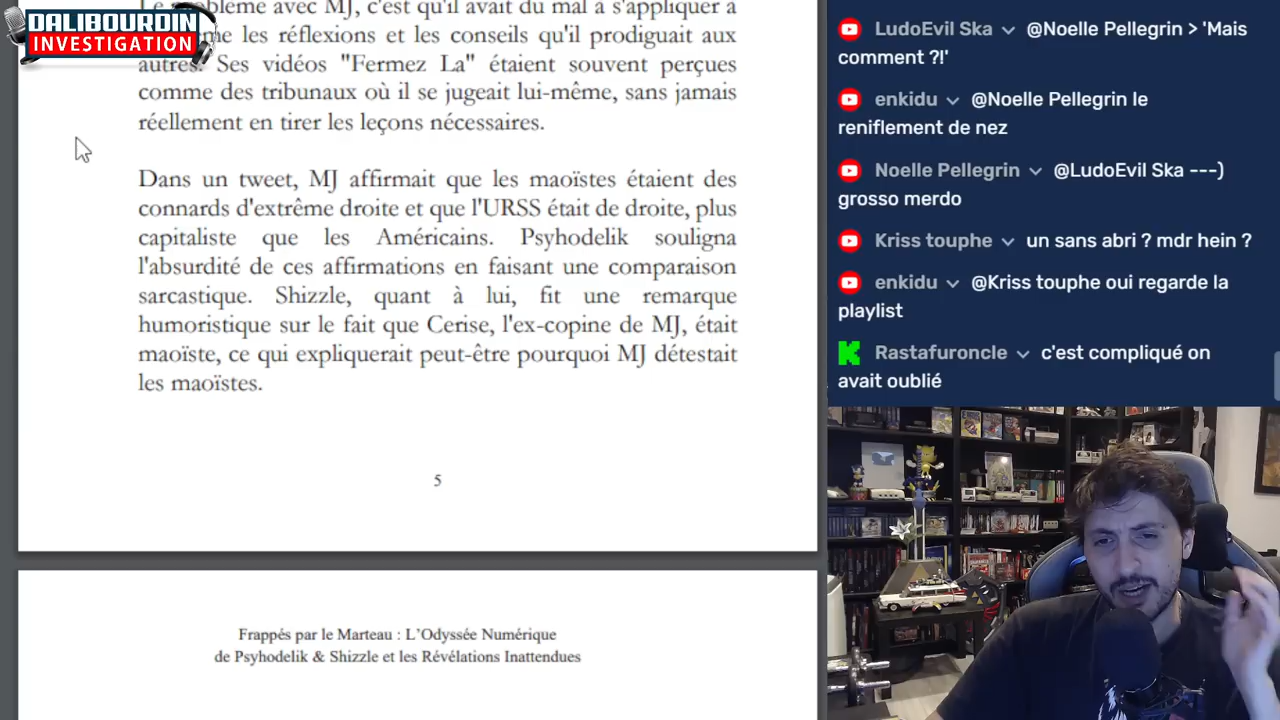 DALIBOURDIN
INVESTIGATION
Le problème avec MJ, c'est qu'il avait du mal à s'appliquer à
me les réflexions et les conseils qu'il prodiguait aux
autres. Ses vidéos "Fermez La" étaient souvent perçues
comme des tribunaux où il se jugeait lui-même, sans jamais
réellement en tirer les leçons nécessaires.
Dans un tweet, MJ affirmait que les maoïstes étaient des
connards d'extrême droite et que l'URSS était de droite, plus
capitaliste que les Américains. Psyhodelik souligna
l'absurdité de ces affirmations en faisant une comparaison
sarcastique. Shizzle, quant à lui, fit une remarque
humoristique sur le fait que Cerise, l'ex-copine de MJ, était
maoïste, ce qui expliquerait peut-être pourquoi MJ détestait
les maoïstes.
5
Frappés par le Marteau : L'Odyssée Numérique
de Psyhodelik & Shizzle et les Révélations Inattendues
LudoEvil Ska @Noelle Pellegrin > 'Mais
comment ?!'
enkidu @Noelle Pellegrin le
reniflement de nez
Noelle Pellegrin @LudoEvil Ska ---)
grosso merdo
Kriss touphe un sans abri ? mdr hein ?
enkidu @Kriss touphe oui regarde la
playlist
Rastafuroncle c'est compliqué on
avait oublié